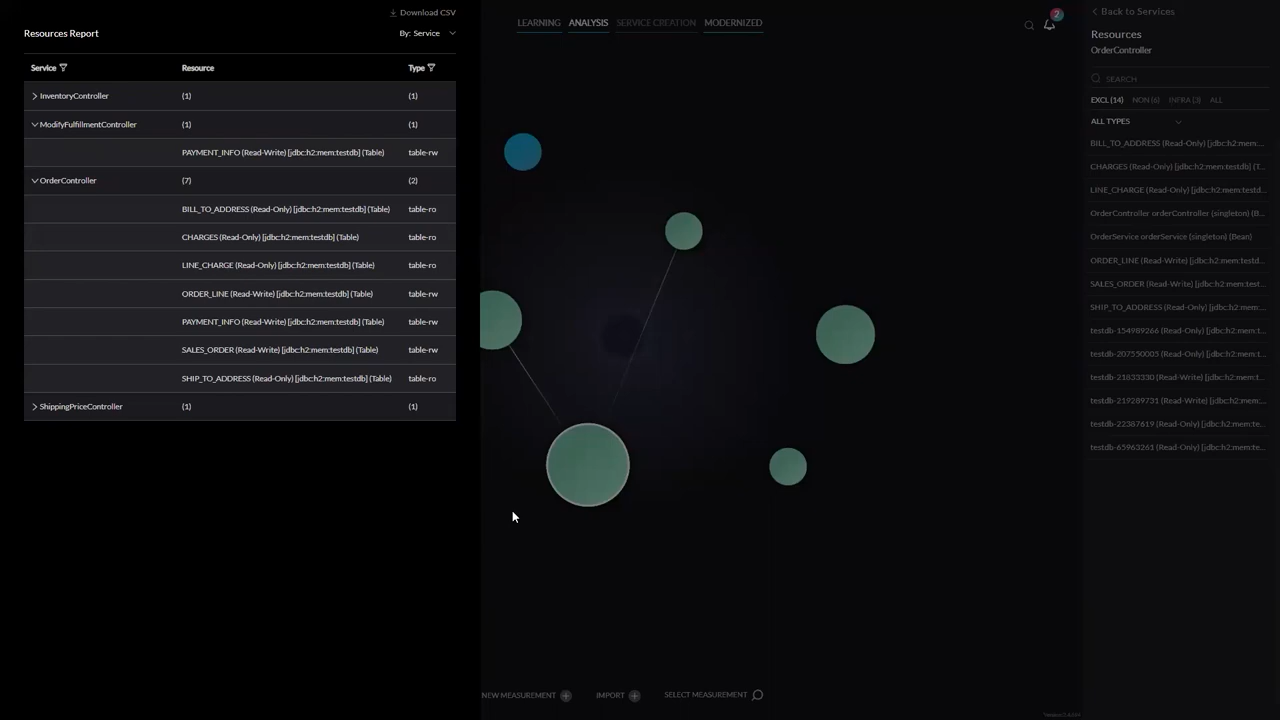 Download CSV
Resources Report
By: Service
Service Resource Type
InventoryController (1) (1)
ModifyFulfillmentController (1) (1)
PAYMENT_INFO (Read-Write) [jdbc:h2:mem:testdb] (Table) table-rw
OrderController (7) (2)
BILL_TO_ADDRESS (Read-Only) [jdbc:h2:mem:testdb] (Table) table-ro
CHARGES (Read-Only) [jdbc:h2:mem:testdb] (Table) table-ro
LINE_CHARGE (Read-Only) [jdbc:h2:mem:testdb] (Table) table-ro
ORDER_LINE (Read-Write) [jdbc:h2:mem:testdb] (Table) table-rw
PAYMENT_INFO (Read-Write) [jdbc:h2:mem:testdb] (Table) table-rw
SALES_ORDER (Read-Write) [jdbc:h2:mem:testdb] (Table) table-rw
SHIP_TO_ADDRESS (Read-Only) [jdbc:h2:mem:testdb] (Table) table-ro
ShippingPriceController (1) (1)
LEARNING ANALYSIS SERVICE CREATION MODERNIZED
2
NEW MEASUREMENT IMPORT SELECT MEASUREMENT
Back to Services
Resources
OrderController
SEARCH
EXCL (14) NON (6) INFRA (3) ALL
ALL TYPES
BILL_TO_ADDRESS (Read-Only) [jdbc:h2:mem:...
CHARGES (Read-Only) [jdbc:h2:mem:testdb] (T...
LINE_CHARGE (Read-Only) [jdbc:h2:mem:testd...
OrderController orderController (singleton) (B...
OrderService orderService (singleton) (Bean)
ORDER_LINE (Read-Write) [jdbc:h2:mem:testd...
SALES_ORDER (Read-Write) [jdbc:h2:mem:test...
SHIP_TO_ADDRESS (Read-Only) [jdbc:h2:mem:...
testdb-154989266 (Read-Only) [jdbc:h2:mem:t...
testdb-207550005 (Read-Only) [jdbc:h2:mem:t...
testdb-21833330 (Read-Write) [jdbc:h2:mem:t...
testdb-219289731 (Read-Write) [jdbc:h2:mem:...
testdb-22387619 (Read-Only) [jdbc:h2:mem:te...
testdb-65963261 (Read-Only) [jdbc:h2:mem:te...